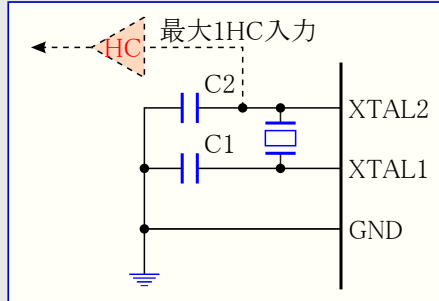 最大1HC入力
HC
C2
XTAL2
C1
XTAL1
GND